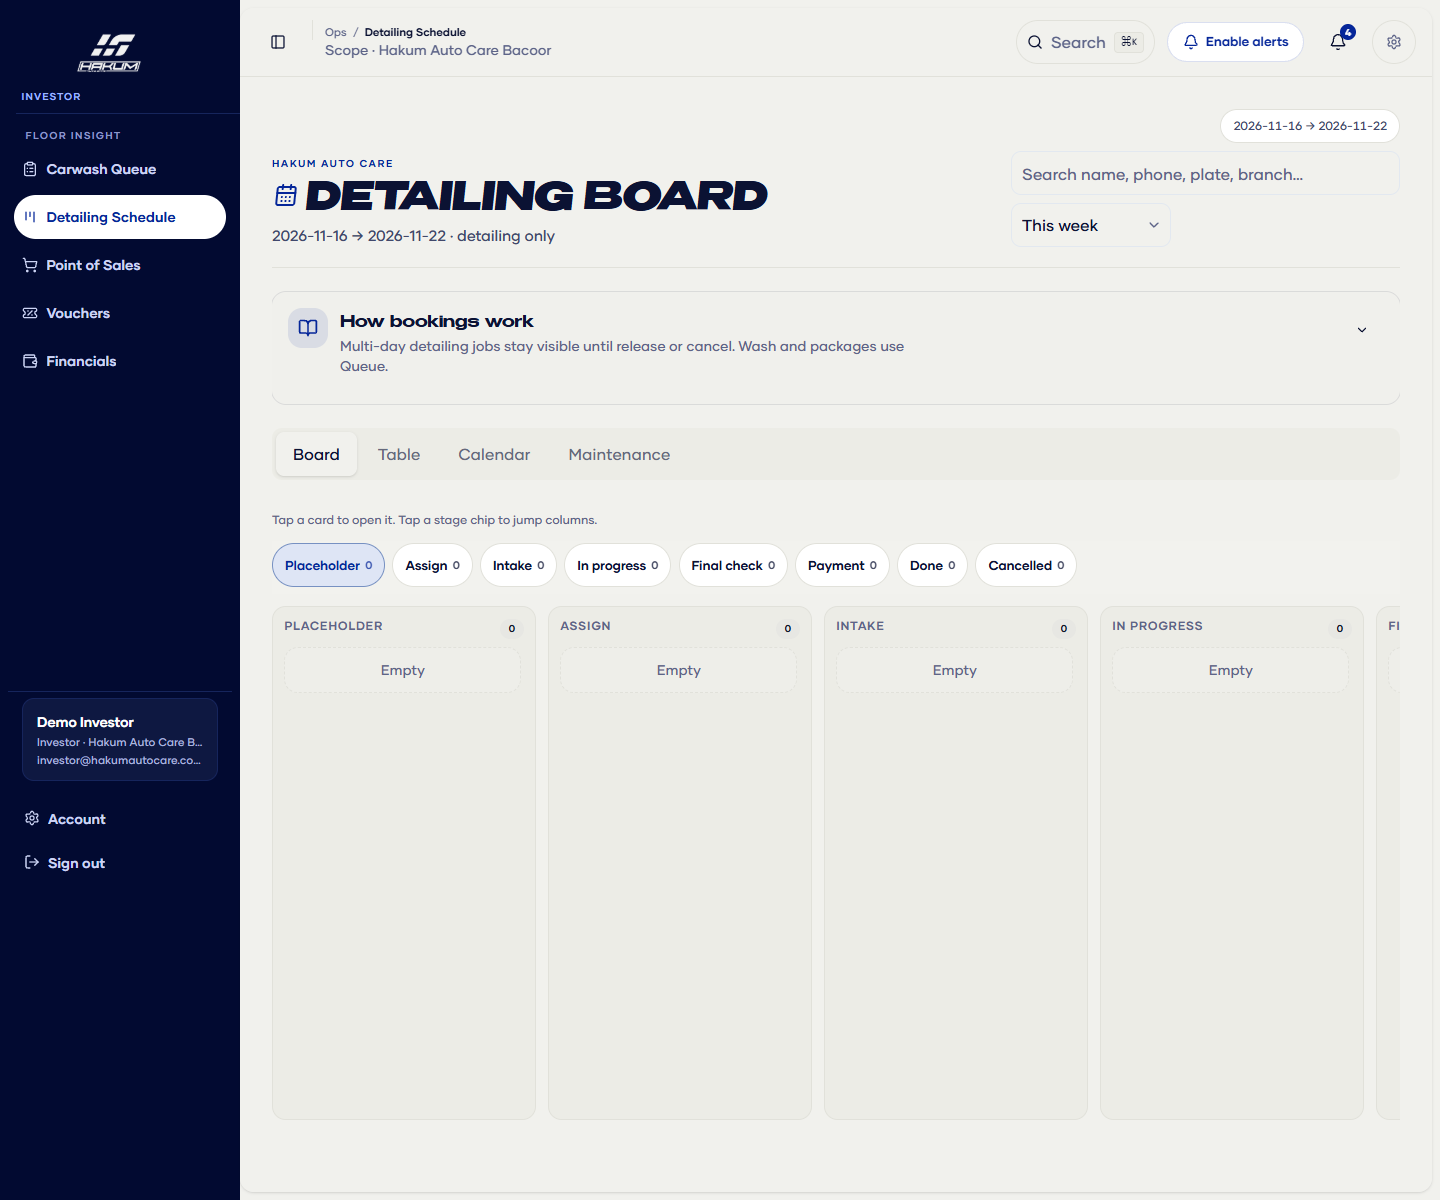 HAKUM
INVESTOR
FLOOR INSIGHT
Carwash Queue
Detailing Schedule
Point of Sales
Vouchers
Financials
Demo Investor
Investor · Hakum Auto Care B...
investor@hakumautocare.co...
Account
Sign out
Ops / Detailing Schedule
Scope · Hakum Auto Care Bacoor
Search ⌘K
Enable alerts
4
2026-11-16 → 2026-11-22
HAKUM AUTO CARE
DETAILING BOARD
2026-11-16 → 2026-11-22 · detailing only
Search name, phone, plate, branch...
This week
How bookings work
Multi-day detailing jobs stay visible until release or cancel. Wash and packages use
Queue.
Board Table Calendar Maintenance
Tap a card to open it. Tap a stage chip to jump columns.
Placeholder 0 Assign 0 Intake 0 In progress 0 Final check 0 Payment 0 Done 0 Cancelled 0
PLACEHOLDER 0 ASSIGN 0 INTAKE 0 IN PROGRESS 0 FI
Empty Empty Empty Empty